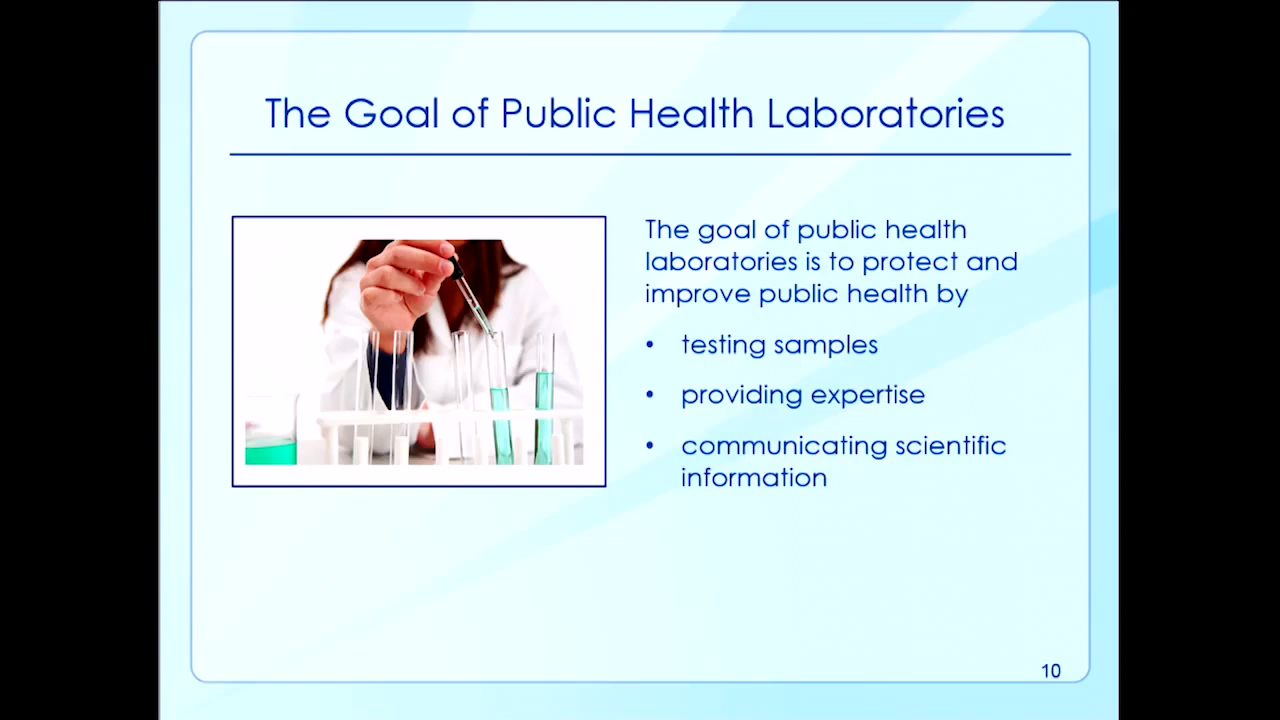 The Goal of Public Health Laboratories
The goal of public health
laboratories is to protect and
improve public health by
• testing samples
• providing expertise
• communicating scientific
information
10